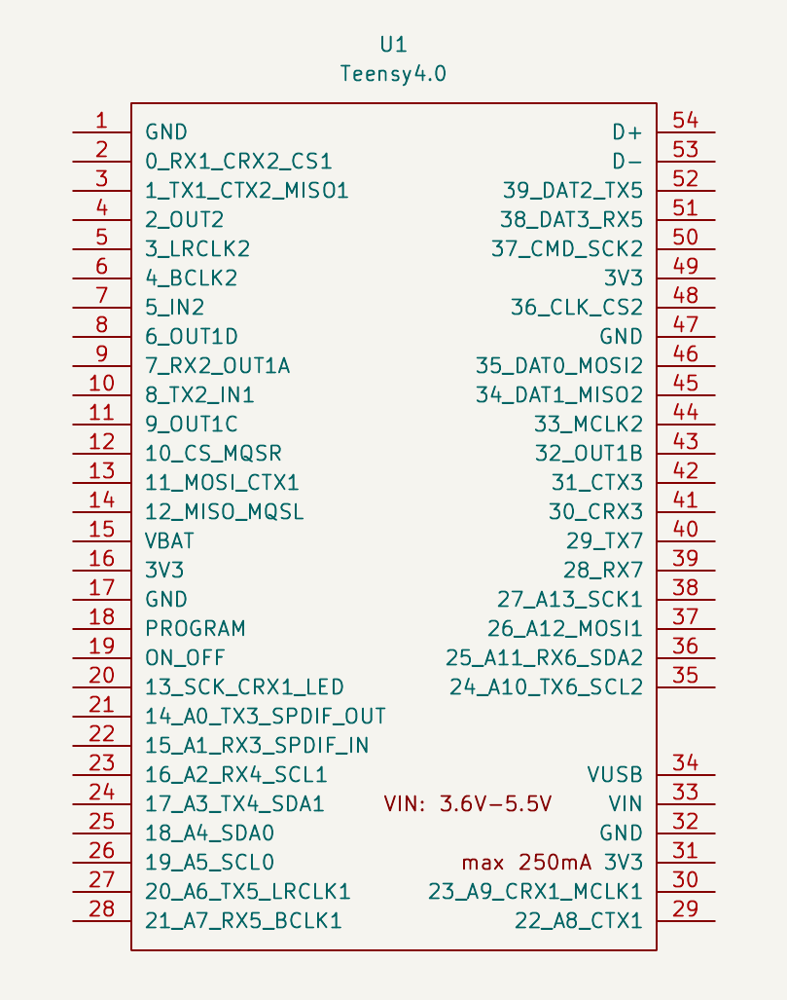 U1
Teensy4.0
1 GND D+ 54
2 0_RX1_CRX2_CS1 D- 53
3 1_TX1_CTX2_MISO1 39_DAT2_TX5 52
4 2_OUT2 38_DAT3_RX5 51
5 3_LRCLK2 37_CMD_SCK2 50
6 4_BCLK2 3V3 49
7 5_IN2 36_CLK_CS2 48
8 6_OUT1D GND 47
9 7_RX2_OUT1A 35_DAT0_MOSI2 46
10 8_TX2_IN1 34_DAT1_MISO2 45
11 9_OUT1C 33_MCLK2 44
12 10_CS_MQSR 32_OUT1B 43
13 11_MOSI_CTX1 31_CTX3 42
14 12_MISO_MQSL 30_CRX3 41
15 VBAT 29_TX7 40
16 3V3 28_RX7 39
17 GND 27_A13_SCK1 38
18 PROGRAM 26_A12_MOSI1 37
19 ON_OFF 25_A11_RX6_SDA2 36
20 13_SCK_CRX1_LED 24_A10_TX6_SCL2 35
21 14_A0_TX3_SPDIF_OUT
22 15_A1_RX3_SPDIF_IN
23 16_A2_RX4_SCL1 VUSB 34
24 17_A3_TX4_SDA1 VIN: 3.6V-5.5V VIN 33
25 18_A4_SDA0 GND 32
26 19_A5_SCL0 max 250mA 3V3 31
27 20_A6_TX5_LRCLK1 23_A9_CRX1_MCLK1 30
28 21_A7_RX5_BCLK1 22_A8_CTX1 29